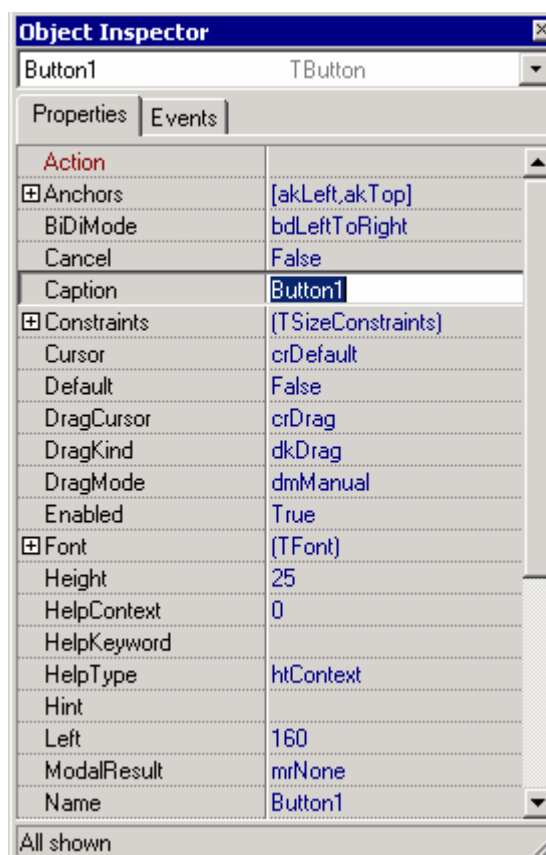 Object Inspector
Button1 TButton
Properties Events
Action
Anchors [akLeft,akTop]
BiDiMode bdLeftToRight
Cancel False
Caption Button1
Constraints (TSizeConstraints)
Cursor crDefault
Default False
DragCursor crDrag
DragKind dkDrag
DragMode dmManual
Enabled True
Font (TFont)
Height 25
HelpContext 0
HelpKeyword
HelpType htContext
Hint
Left 160
ModalResult mrNone
Name Button1
All shown